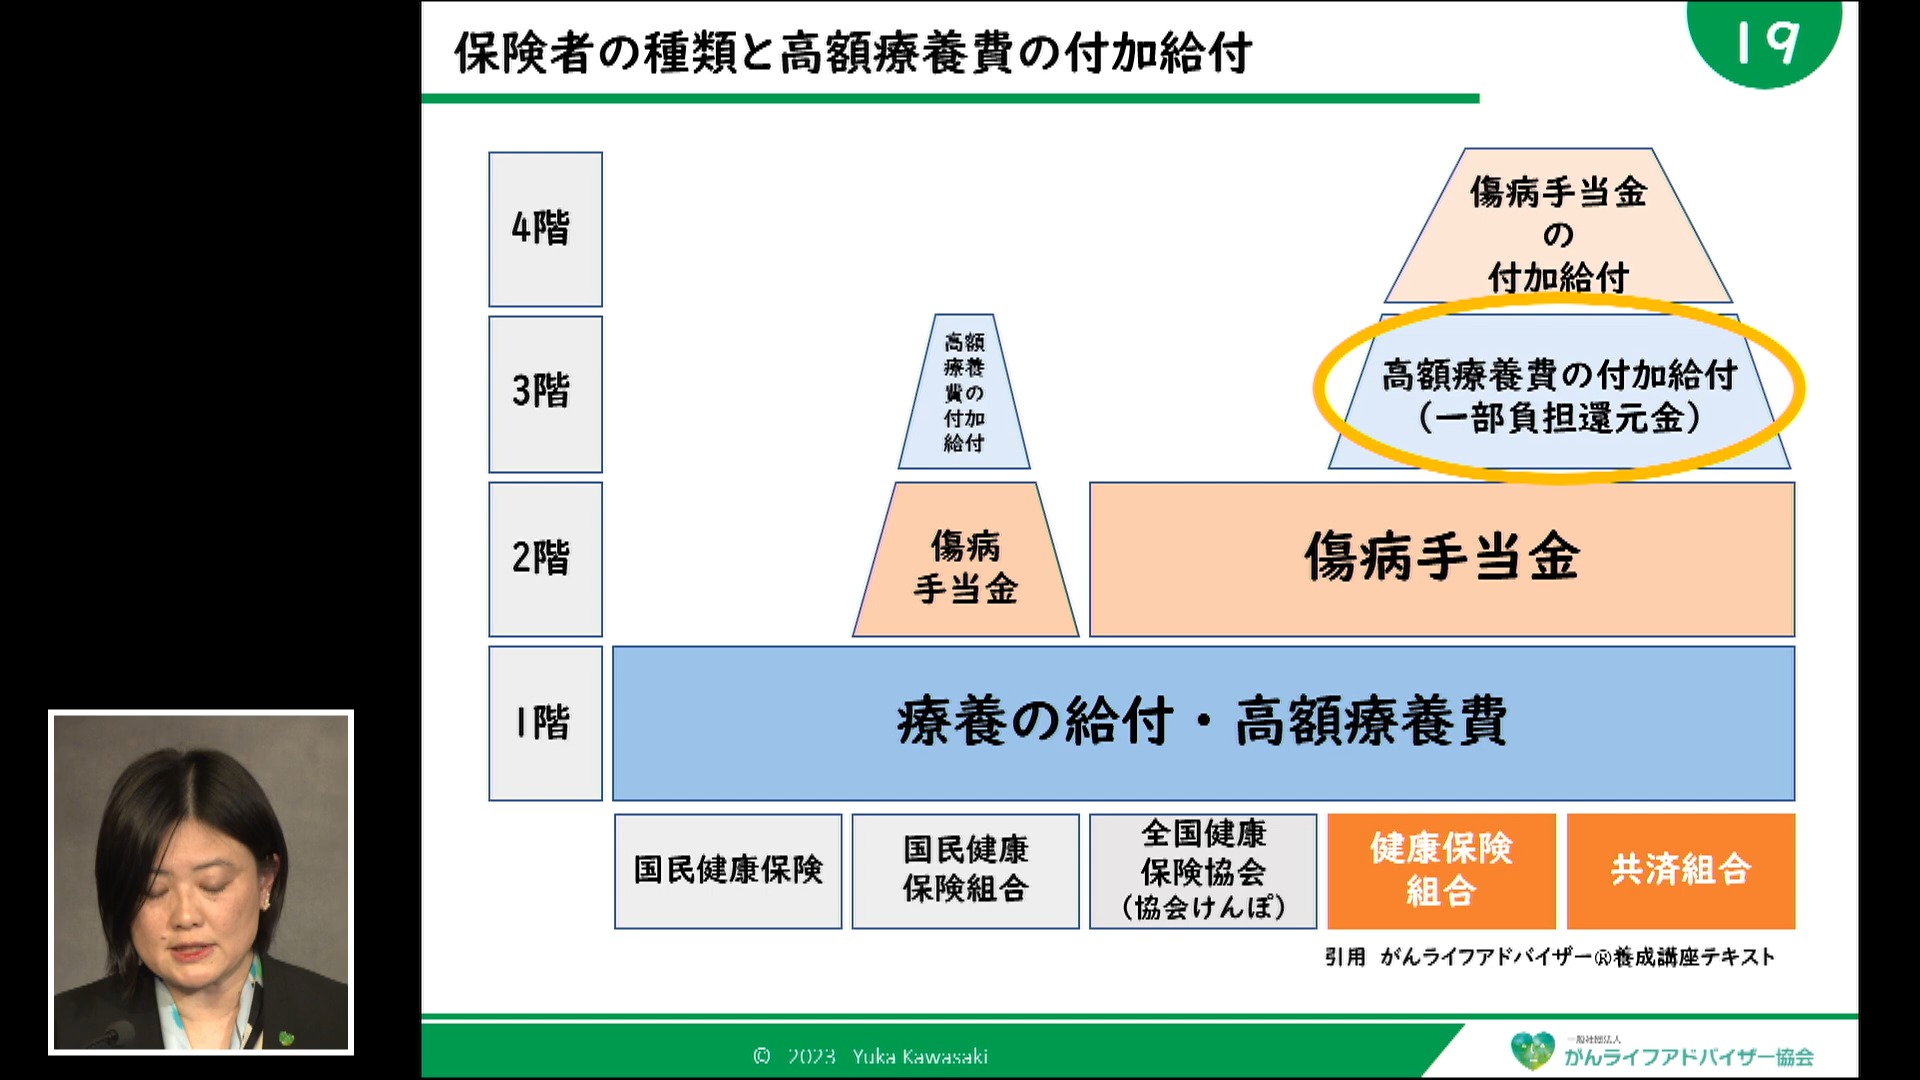 保険者の種類と高額療養費の付加給付
19
4階
傷病手当金
の
付加給付
3階
高額
療養
費の
付加
給付
高額療養費の付加給付
（一部負担還元金）
2階
傷病
手当金
傷病手当金
1階
療養の給付・高額療養費
国民健康保険
国民健康
保険組合
全国健康
保険協会
（協会けんぽ）
健康保険
組合
共済組合
引用 がんライフアドバイザー®養成講座テキスト
© 2023 Yuka Kawasaki
一般社団法人
がんライフアドバイザー協会